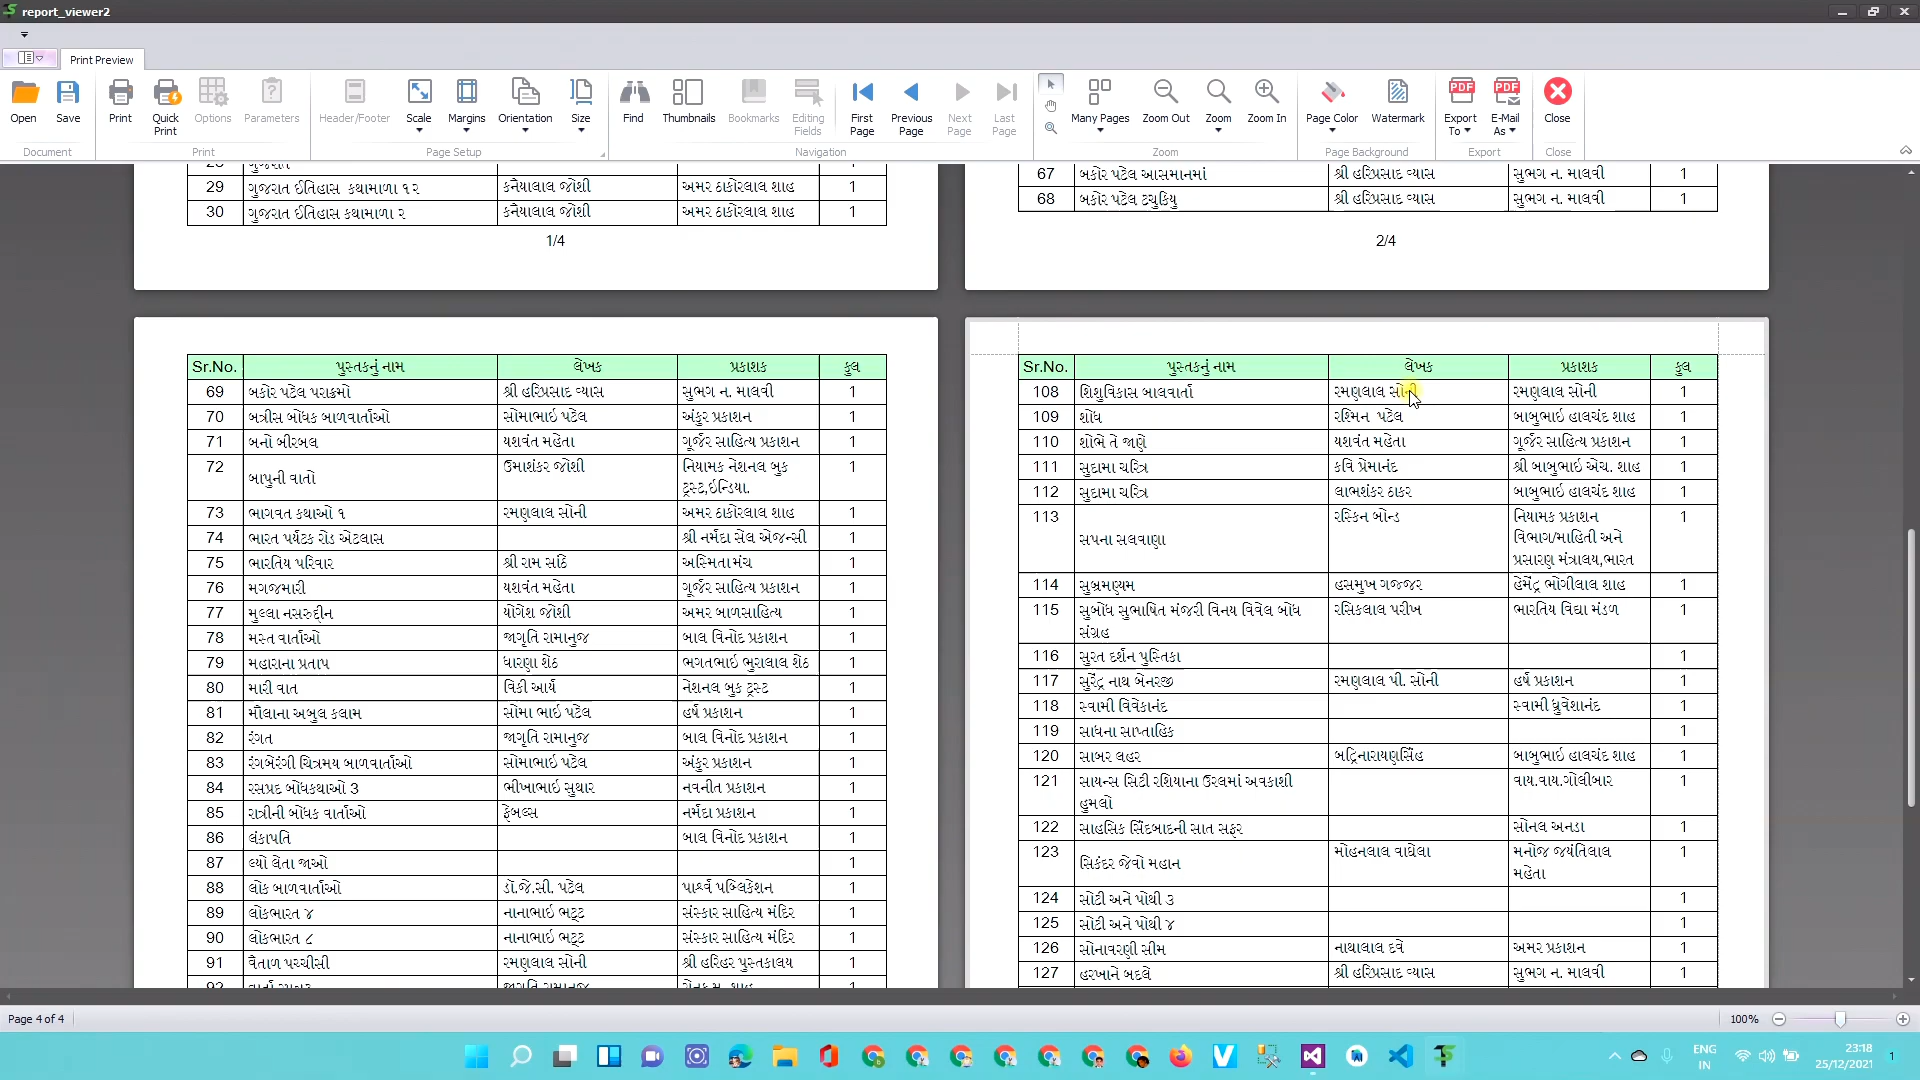 report_viewer2
Print Preview
Open
Save
Print
Quick Print
Options
Parameters
Header/Footer
Scale
Margins
Orientation
Size
Find
Thumbnails
Bookmarks
Editing Fields
First Page
Previous Page
Next Page
Last Page
Many Pages
Zoom Out
Zoom
Zoom In
Page Color
Watermark
PDF
Export To
PDF
E-Mail As
Close
Document
Print
Page Setup
Navigation
Zoom
Page Background
Export
Close
29 ગુજરાત ઈતિહાસ કથામાળા ૧૨ કનૈયાલાલ જોશી અમર ઠાકોરલાલ શાહ 1
30 ગુજરાત ઈતિહાસ કથામાળા ૨ કનૈયાલાલ જોશી અમર ઠાકોરલાલ શાહ 1
1/4
67 બકોર પટેલ આસમાનમાં શ્રી હરિપ્રસાદ વ્યાસ સુભગ ન. માલવી 1
68 બકોર પટેલ ટચુકિયુ શ્રી હરિપ્રસાદ વ્યાસ સુભગ ન. માલવી 1
2/4
Sr.No. પુસ્તકનું નામ લેખક પ્રકાશક કુલ
69 બકોર પટેલ પરાક્રમો શ્રી હરિપ્રસાદ વ્યાસ સુભગ ન. માલવી 1
70 બત્રીસ બોધક બાળવાર્તાઓ સોમાભાઇ પટેલ અંકુર પ્રકાશન 1
71 બનો બીરબલ યશવંત મહેતા ગૂર્જર સાહિત્ય પ્રકાશન 1
72 બાપુની વાતો ઉમાશંકર જોશી નિયામક નેશનલ બુક
ટ્રસ્ટ,ઇન્ડિયા. 1
73 ભાગવત કથાઓ ૧ રમણલાલ સોની અમર ઠાકોરલાલ શાહ 1
74 ભારત પર્યટક રોડ એટલાસ શ્રી નર્મદા સેલ એજન્સી 1
75 ભારતિય પરિવાર શ્રી રામ સાઠે અસ્મિતા મંચ 1
76 મગજમારી યશવંત મહેતા ગૂર્જર સાહિત્ય પ્રકાશન 1
77 મુલ્લા નસરુદ્દીન યોગેશ જોશી અમર બાળસાહિત્ય 1
78 મસ્ત વાર્તાઓ જાગૃતિ રામાનુજ બાલ વિનોદ પ્રકાશન 1
79 મહારાના પ્રતાપ ધારણા શેઠ ભગતભાઇ ભુરાલાલ શેઠ 1
80 મારી વાત વિકી આર્ય નેશનલ બુક ટ્રસ્ટ 1
81 મૌલાના અબુલ કલામ સોમા ભાઇ પટેલ હર્ષ પ્રકાશન 1
82 રંગત જાગૃતિ રામાનુજ બાલ વિનોદ પ્રકાશન 1
83 રંગબેરંગી ચિત્રમય બાળવાર્તાઓ સોમાભાઇ પટેલ અંકુર પ્રકાશન 1
84 રસપ્રદ બોધકથાઓ 3 ભીખાભાઇ સુથાર નવનીત પ્રકાશન 1
85 રાત્રીની બોધક વાર્તાઓ ફેબલ્સ નર્મદા પ્રકાશન 1
86 લંકાપતિ બાલ વિનોદ પ્રકાશન 1
87 લ્યો લેતા જાઓ 1
88 લોક બાળવાર્તાઓ ડૉ.જે.સી. પટેલ પાર્શ્વ પબ્લિકેશન 1
89 લોકભારત ૪ નાનાભાઇ ભટ્ટ સંસ્કાર સાહિત્ય મંદિર 1
90 લોકભારત ૮ નાનાભાઇ ભટ્ટ સંસ્કાર સાહિત્ય મંદિર 1
91 વૈતાળ પચ્ચીસી રમણલાલ સોની શ્રી હરિહર પુસ્તકાલય 1
Sr.No. પુસ્તકનું નામ લેખક પ્રકાશક કુલ
108 શિશુવિકાસ બાલવાર્તા રમણલાલ સોની રમણલાલ સોની 1
109 શોધ રશ્મિન પટેલ બાબુભાઇ હાલચંદ શાહ 1
110 શોભે તે જાણે યશવંત મહેતા ગૂર્જર સાહિત્ય પ્રકાશન 1
111 સુદામા ચરિત્ર કવિ પ્રેમાનંદ શ્રી બાબુભાઇ એચ. શાહ 1
112 સુદામા ચરિત્ર લાભશંકર ઠાકર બાબુભાઇ હાલચંદ શાહ 1
113 સપના સલવાણા રસ્કિન બોન્ડ નિયામક પ્રકાશન
વિભાગ/માહિતી અને
પ્રસારણ મંત્રાલય,ભારત 1
114 સુબ્રમણ્યમ હસમુખ ગજ્જર હેમેંદ્ર ભોગીલાલ શાહ 1
115 સુબોધ સુભાષિત મંજરી વિનય વિવેલ બોધ
સંગ્રહ રસિકલાલ પરીખ ભારતિય વિદ્યા મંડળ 1
116 સુરત દર્શન પુસ્તિકા 1
117 સુરેંદ્ર નાથ બેનરજી રમણલાલ પી. સોની હર્ષ પ્રકાશન 1
118 સ્વામી વિવેકાનંદ સ્વામી ધ્રુવેશાનંદ 1
119 સાધના સાપ્તાહિક 1
120 સાબર લહર બદ્રિનારાયણસિંહ બાબુભાઇ હાલચંદ શાહ 1
121 સાયન્સ સિટી રશિયાના ઉરલમાં અવકાશી
હુમલો વાય.વાય.ગોલીબાર 1
122 સાહસિક સિંદબાદની સાત સફર સોનલ અનડા 1
123 સિકંદર જેવો મહાન મોહનલાલ વાઘેલા મનોજ જયંતિલાલ
મહેતા 1
124 સોટી અને પોથી ૩ 1
125 સોટી અને પોથી ૪ 1
126 સોનાવરણી સીમ નાથાલાલ દવે અમર પ્રકાશન 1
127 હરખાને બદલે શ્રી હરિપ્રસાદ વ્યાસ સુભગ ન. માલવી 1
Page 4 of 4
100%
ENG
IN
23:18
25/12/2021
1